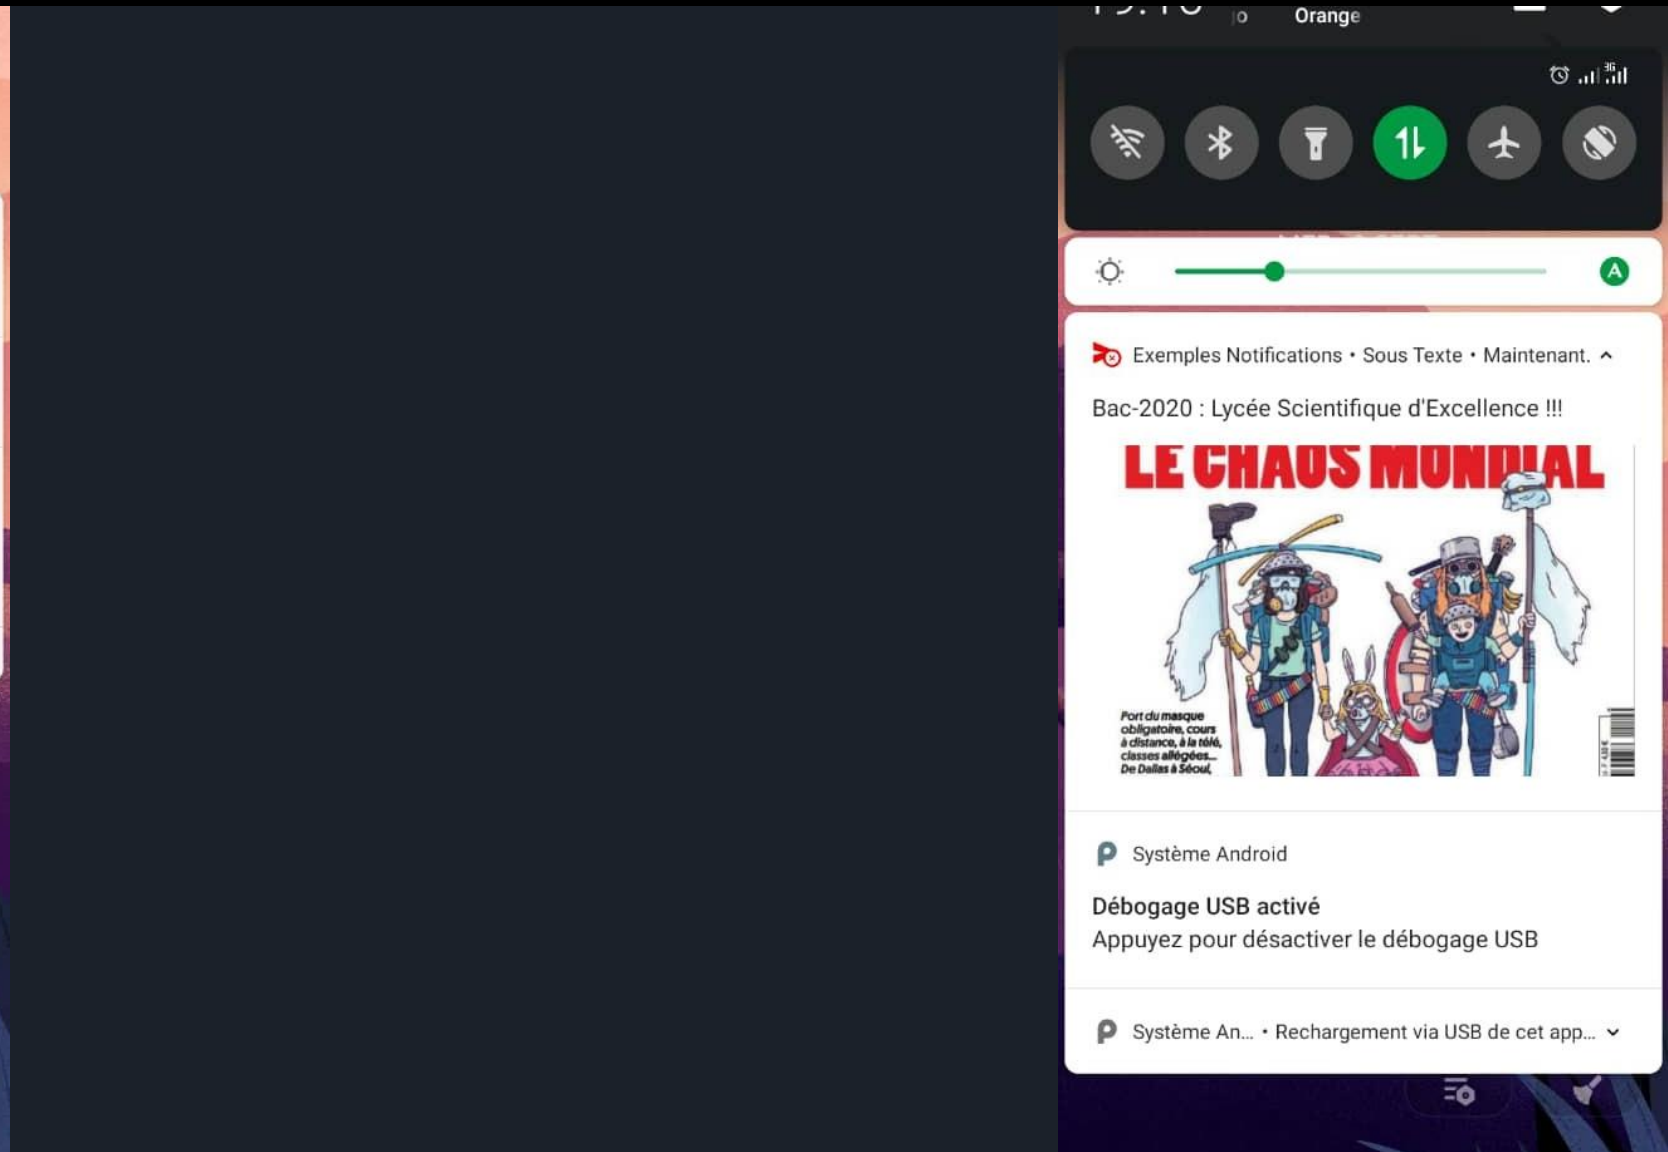 Orange
3G
A
Exemples Notifications • Sous Texte • Maintenant.
Bac-2020 : Lycée Scientifique d'Excellence !!!
LE CHAOS MONDIAL
Port du masque
obligatoire, cours
à distance, à la télé,
classes allégées...
De Dallas à Séoul,
Système Android
Débogage USB activé
Appuyez pour désactiver le débogage USB
Système An... • Rechargement via USB de cet app...